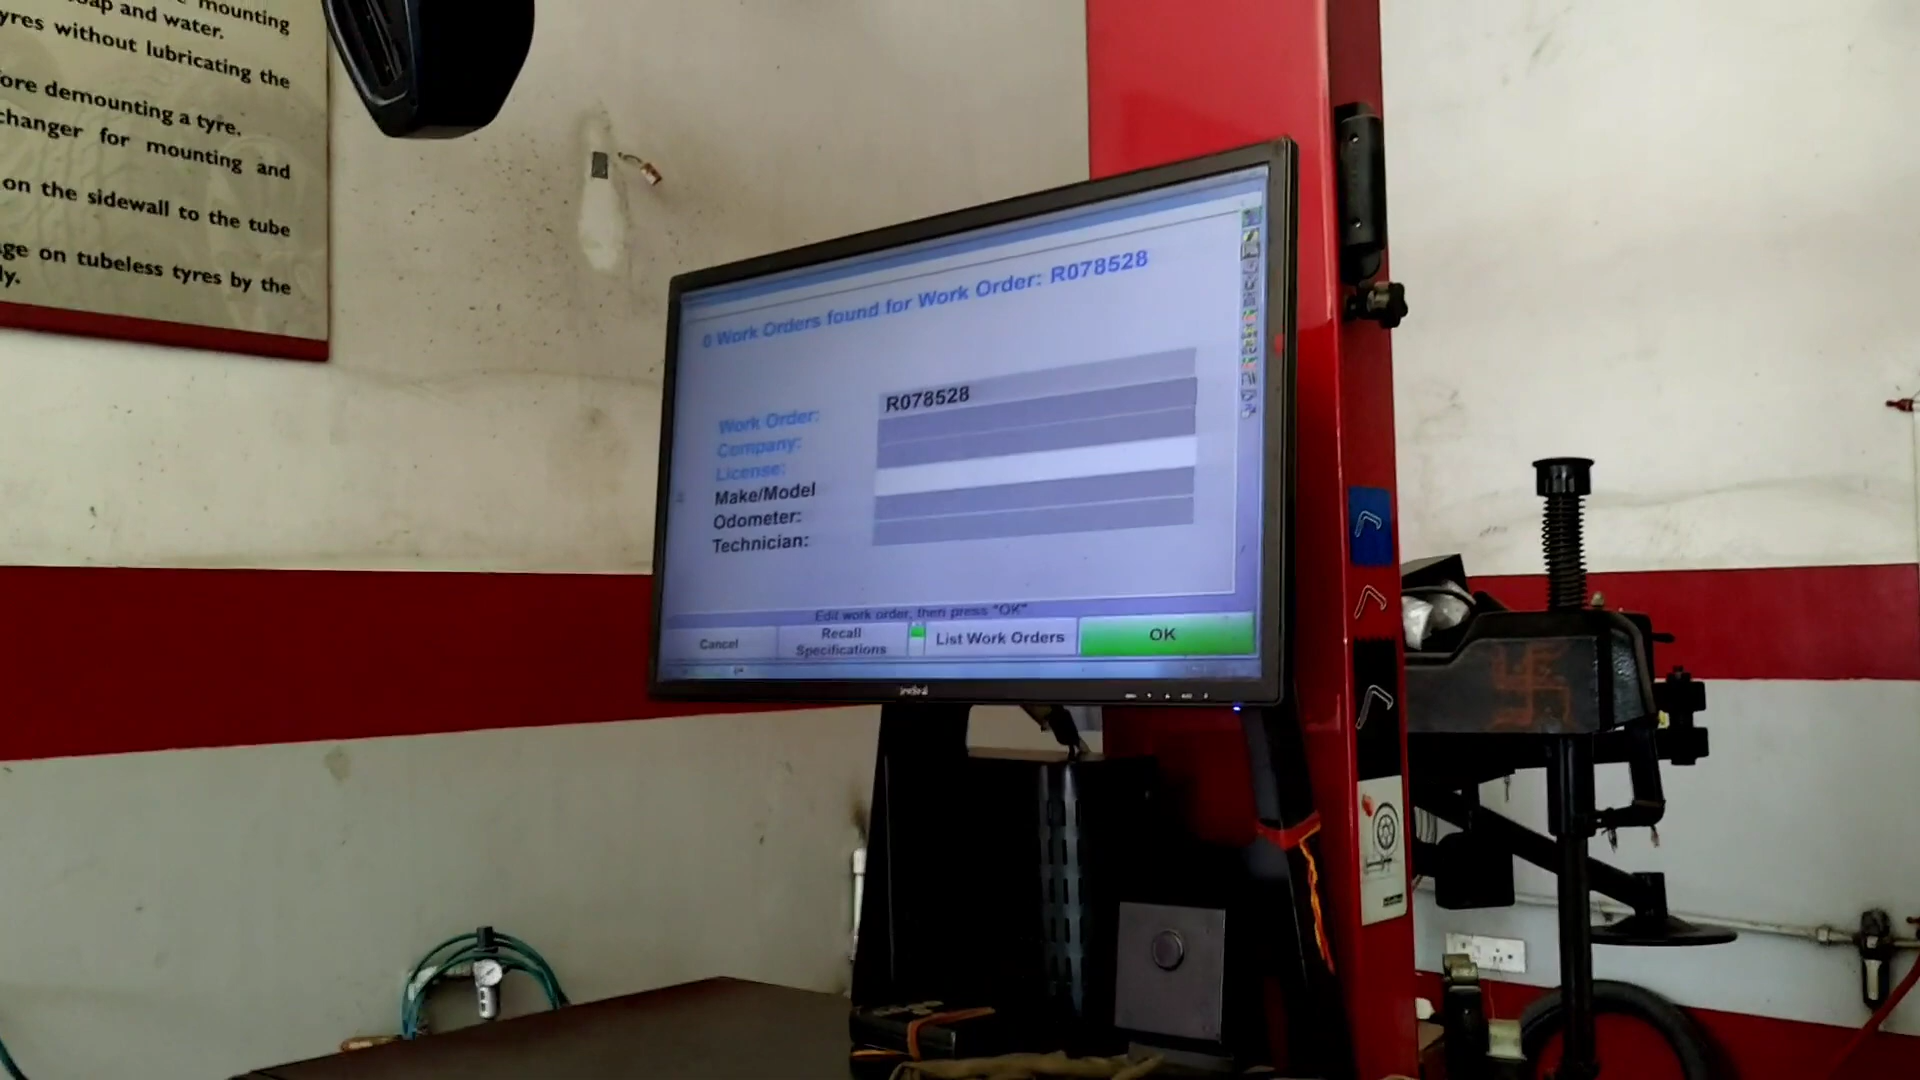 mounting
soap and water.
yres without lubricating the
ore demounting a tyre.
changer for mounting and
on the sidewall to the tube
ge on tubeless tyres by the
ly.
0 Work Orders found for Work Order: R078528
Work Order: R078528
Company:
License:
Make/Model
Odometer:
Technician:
Edit work order, then press "OK"
Cancel
Recall Specifications
List Work Orders
OK